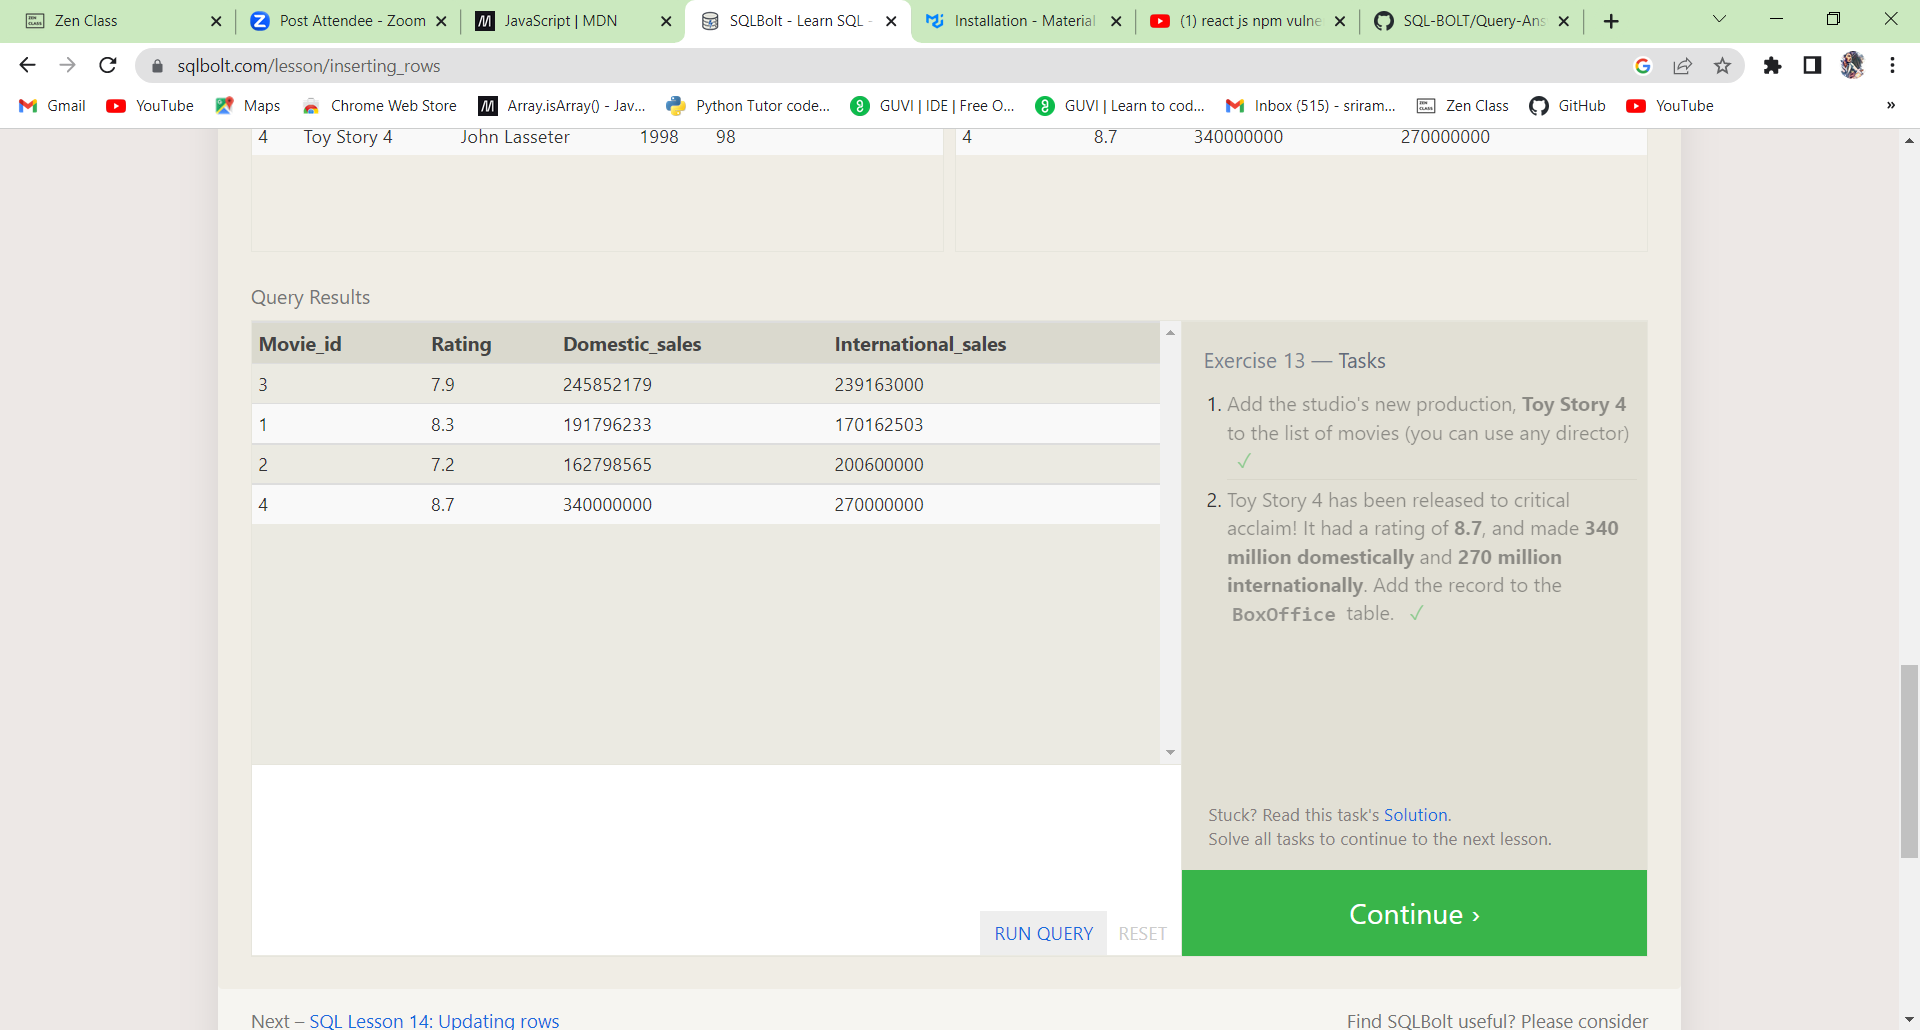 Zen Class
Post Attendee - Zoom
JavaScript | MDN
SQLBolt - Learn SQL -
Installation - Material
(1) react js npm vulne
SQL-BOLT/Query-Ans
sqlbolt.com/lesson/inserting_rows
Gmail
YouTube
Maps
Chrome Web Store
Array.isArray() - Jav...
Python Tutor code...
GUVI | IDE | Free O...
GUVI | Learn to cod...
Inbox (515) - sriram...
Zen Class
GitHub
YouTube
»
4 Toy Story 4 John Lasseter 1998 98
4 8.7 340000000 270000000
Query Results
Movie_id Rating Domestic_sales International_sales
3 7.9 245852179 239163000
1 8.3 191796233 170162503
2 7.2 162798565 200600000
4 8.7 340000000 270000000
Exercise 13 — Tasks
1. Add the studio's new production, Toy Story 4
to the list of movies (you can use any director)
✓
2. Toy Story 4 has been released to critical
acclaim! It had a rating of 8.7, and made 340
million domestically and 270 million
internationally. Add the record to the
BoxOffice table. ✓
Stuck? Read this task's Solution.
Solve all tasks to continue to the next lesson.
RUN QUERY
RESET
Continue ›
Next – SQL Lesson 14: Updating rows
Find SQLBolt useful? Please consider